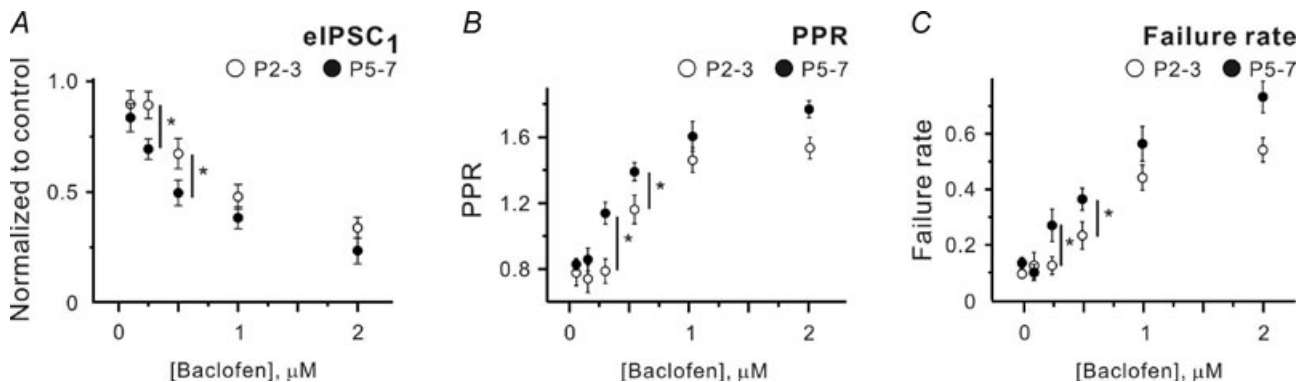 A
eIPSC1
P2-3 P5-7
Normalized to control
1.0
0.5
0
0 1 2
[Baclofen], μM
*
*
B
PPR
P2-3 P5-7
PPR
1.6
1.2
0.8
0 1 2
[Baclofen], μM
*
*
C
Failure rate
P2-3 P5-7
Failure rate
0.6
0.4
0.2
0
0 1 2
[Baclofen], μM
*
*